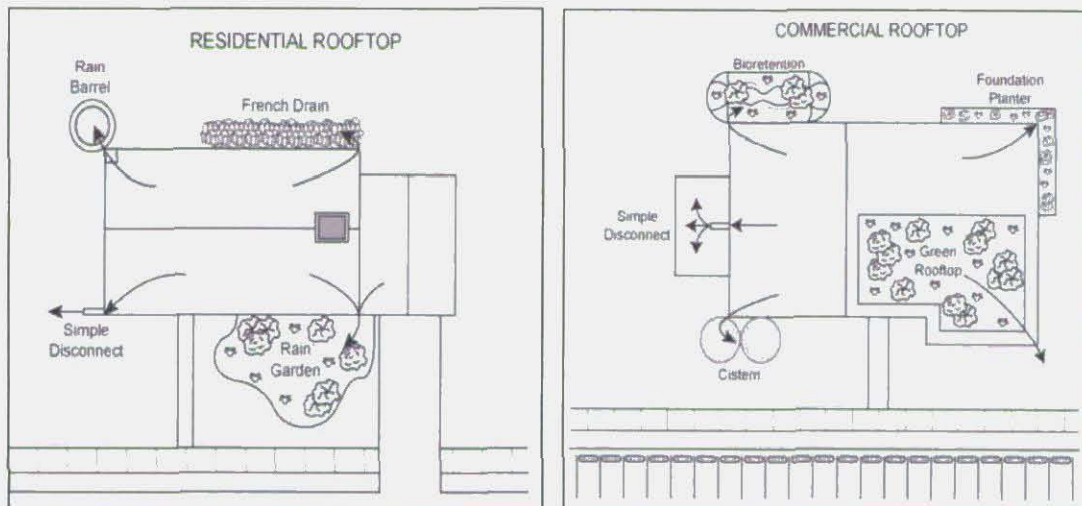 RESIDENTIAL ROOFTOP
Rain
Barrel
French Drain
Simple
Disconnect
Rain
Garden
COMMERCIAL ROOFTOP
Bioretention
Foundation
Planter
Simple
Disconnect
Green
Rooftop
Cistern